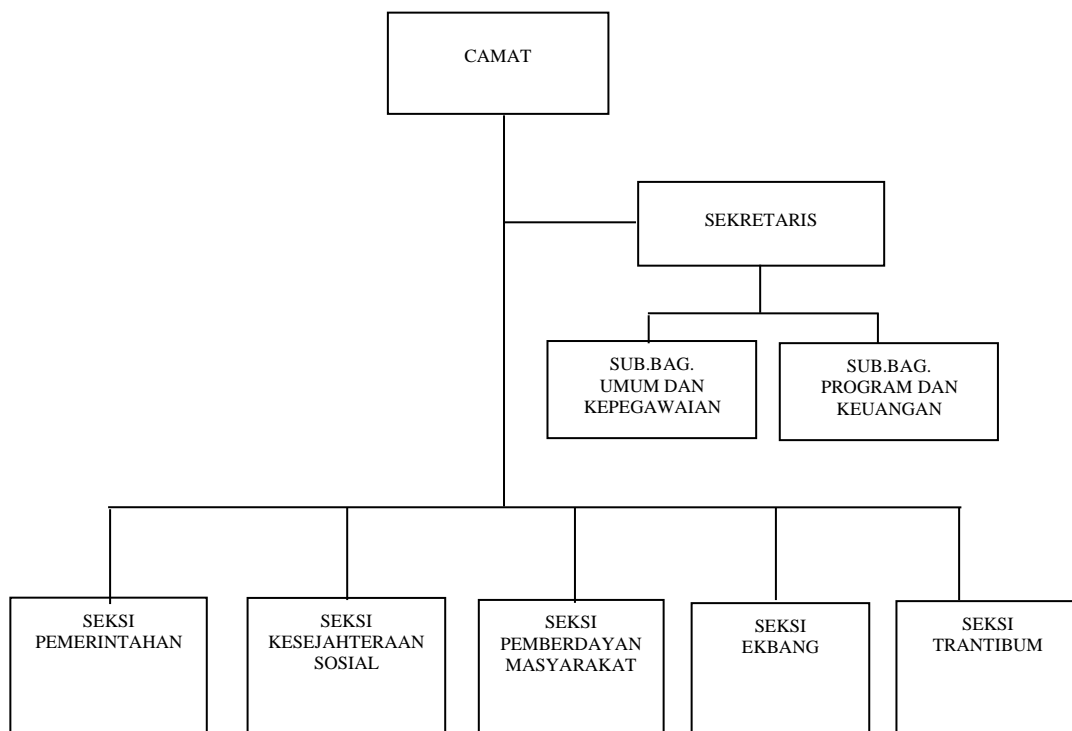 CAMAT
SEKRETARIS
SUB.BAG.
UMUM DAN
KEPEGAWAIAN
SUB.BAG.
PROGRAM DAN
KEUANGAN
SEKSI
PEMERINTAHAN
SEKSI
KESEJAHTERAAN
SOSIAL
SEKSI
PEMBERDAYAN
MASYARAKAT
SEKSI
EKBANG
SEKSI
TRANTIBUM